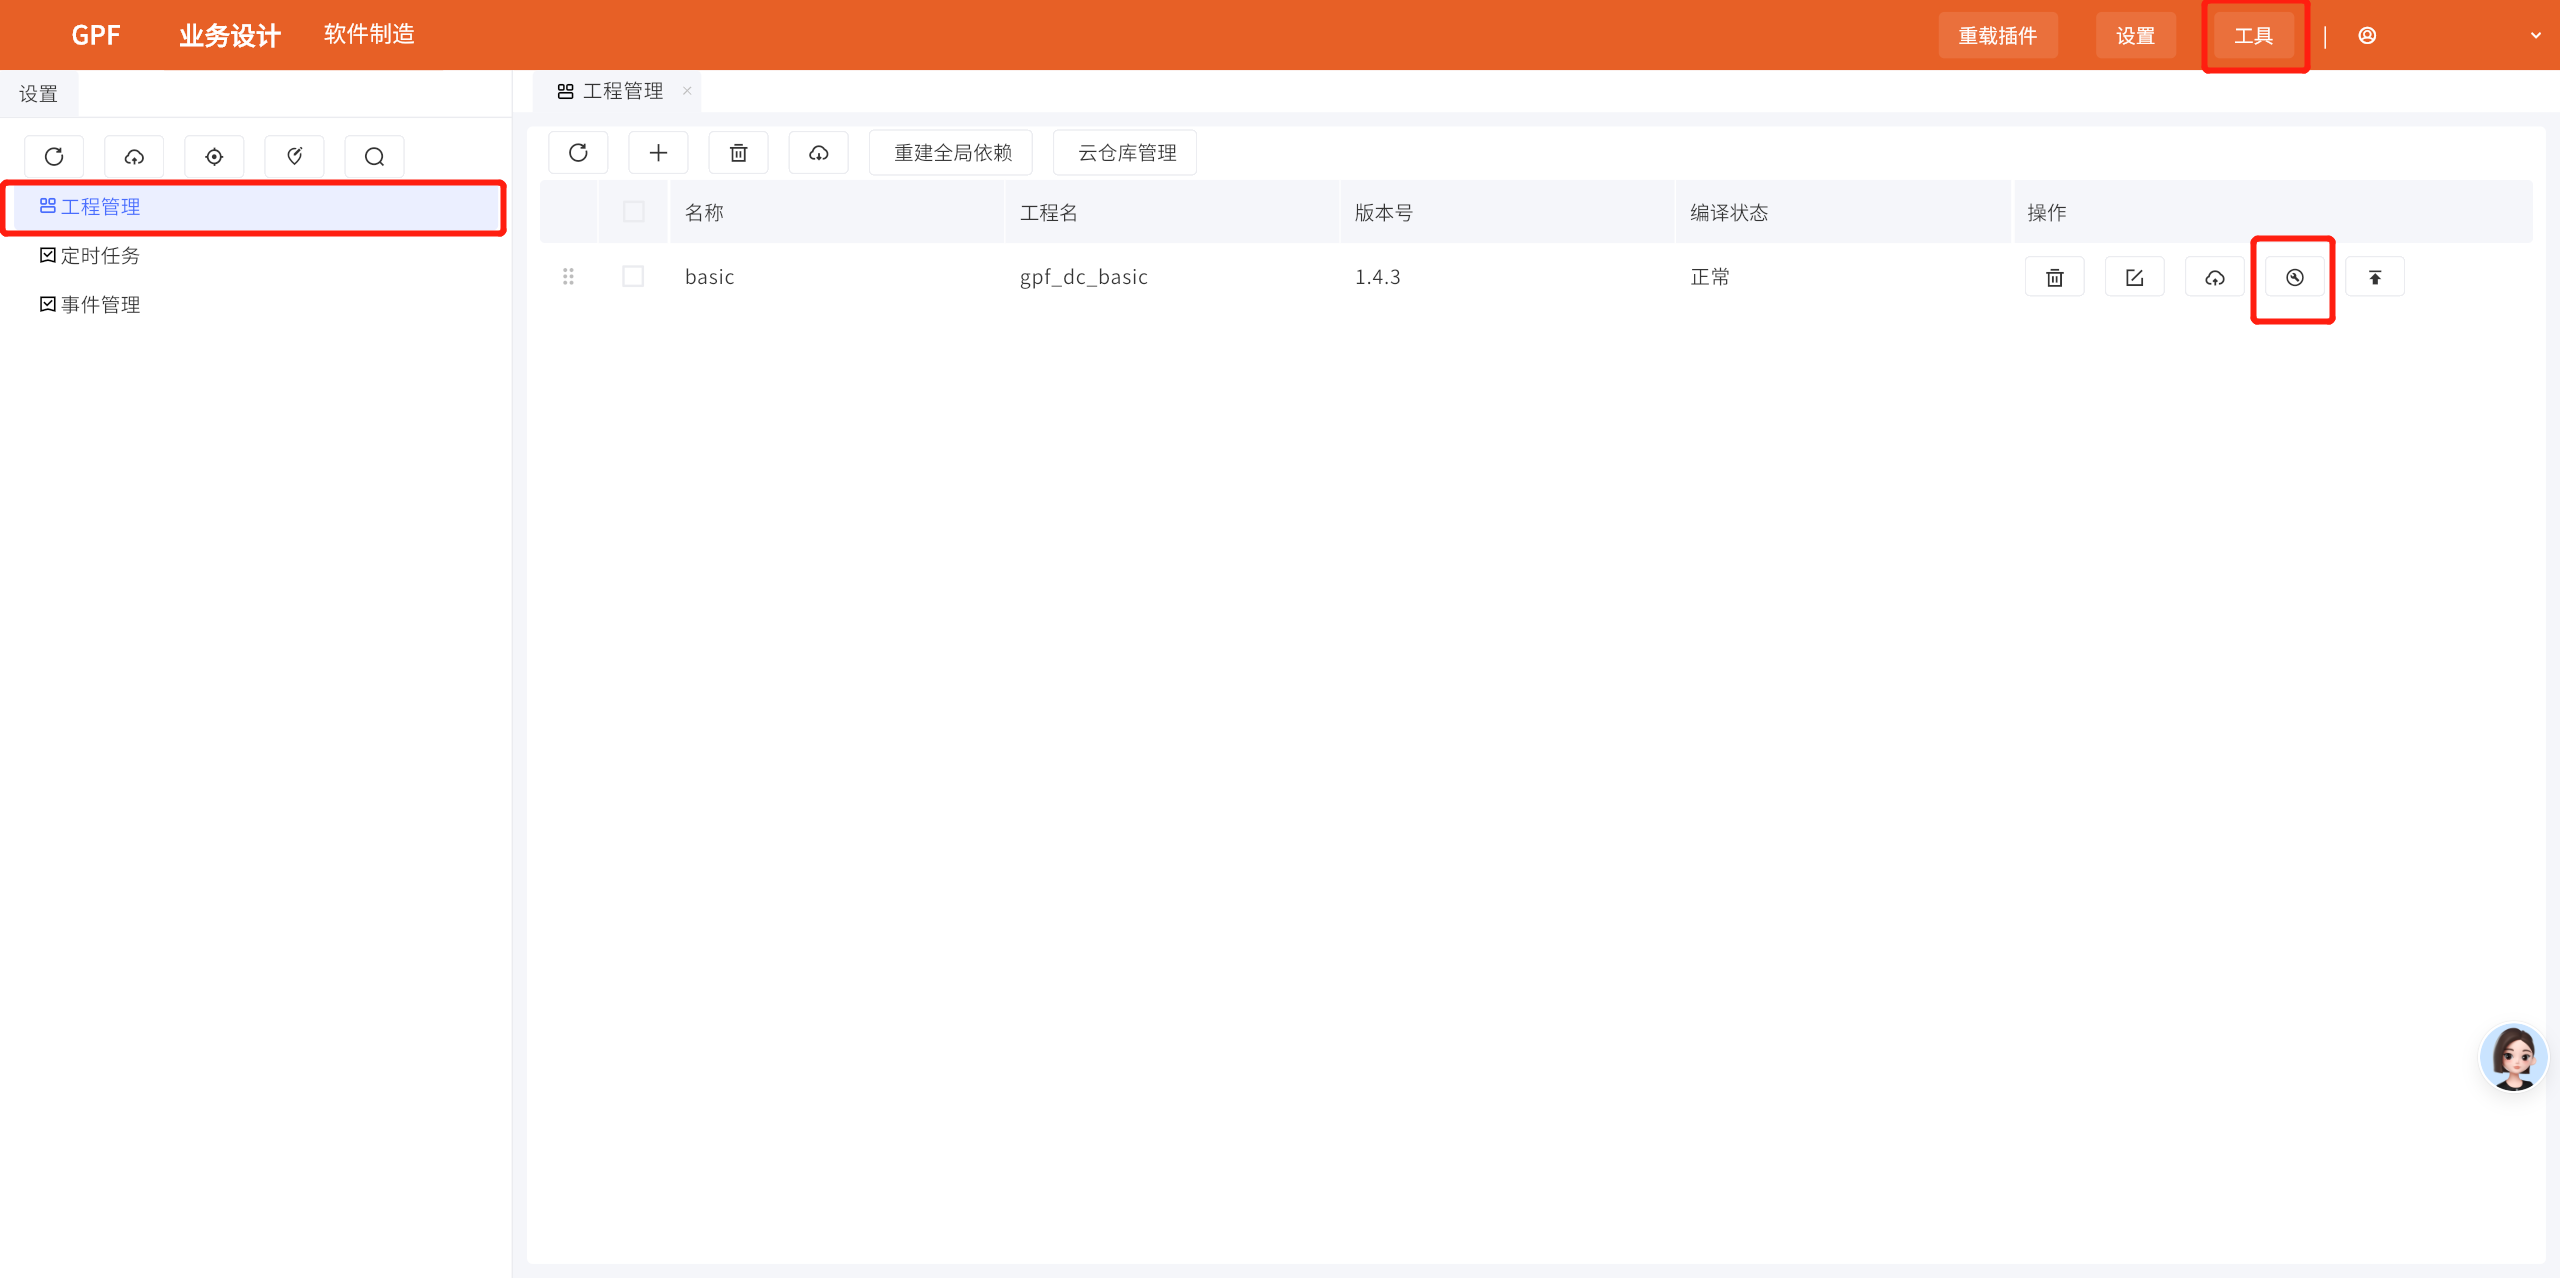 GPF 业务设计 软件制造 重载插件 设置 工具
设置
工程管理
重建全局依赖 云仓库管理
工程管理
定时任务
事件管理
名称 工程名 版本号 编译状态 操作
basic gpf_dc_basic 1.4.3 正常